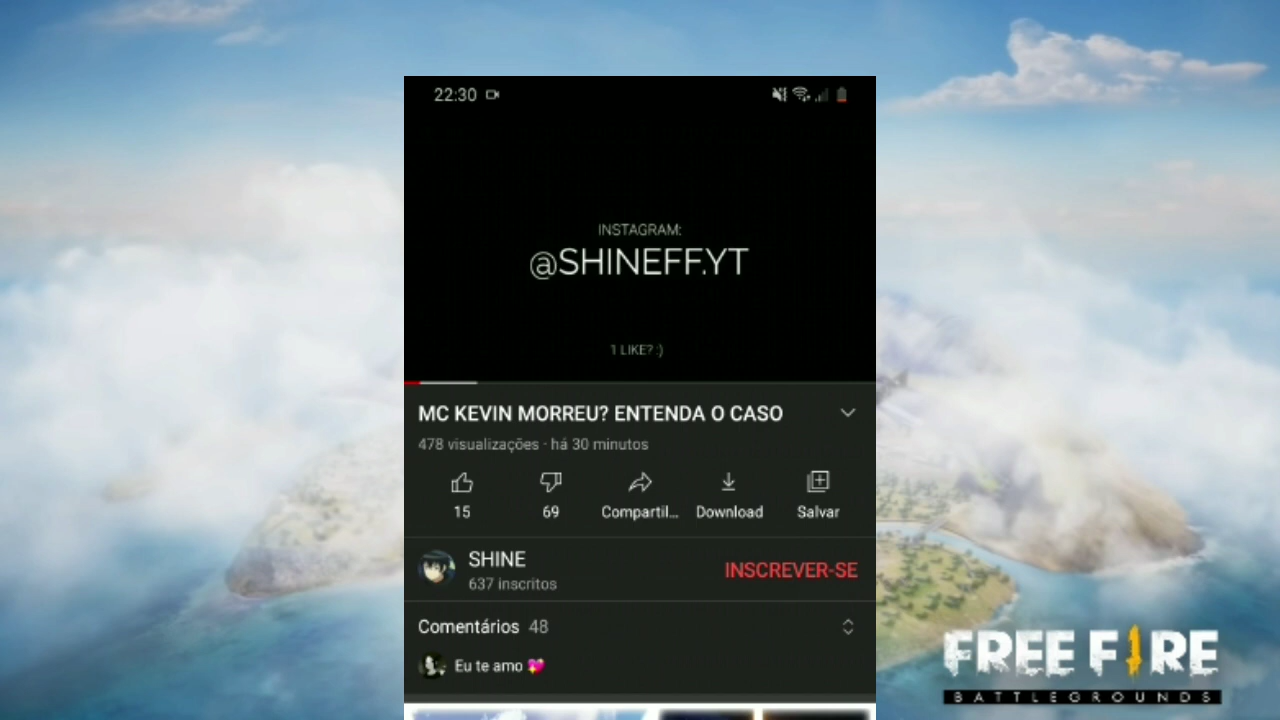 22:30
INSTAGRAM:
@SHINEFF.YT
1 LIKE? :)
MC KEVIN MORREU? ENTENDA O CASO
478 visualizações · há 30 minutos
15 69 Compartil... Download Salvar
SHINE
637 inscritos
INSCREVER-SE
Comentários 48
Eu te amo 💖
FREE FIRE
BATTLEGROUNDS